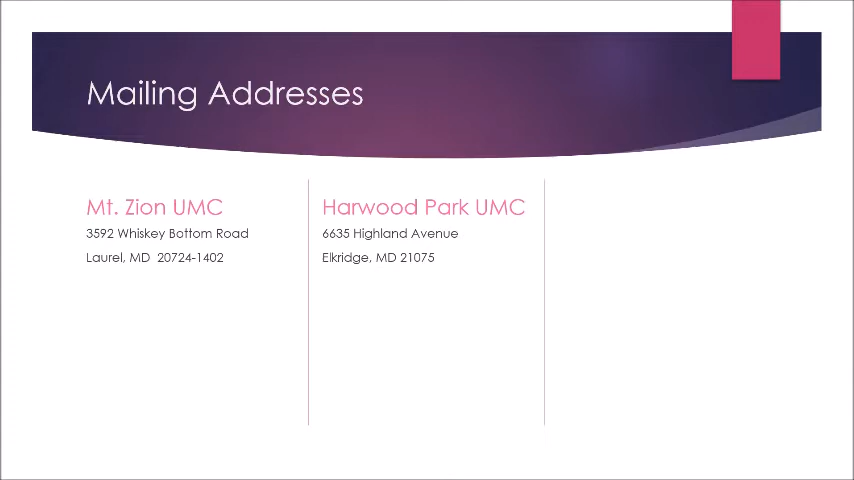 Mailing Addresses
Mt. Zion UMC
3592 Whiskey Bottom Road
Laurel, MD  20724-1402
Harwood Park UMC
6635 Highland Avenue
Elkridge, MD 21075